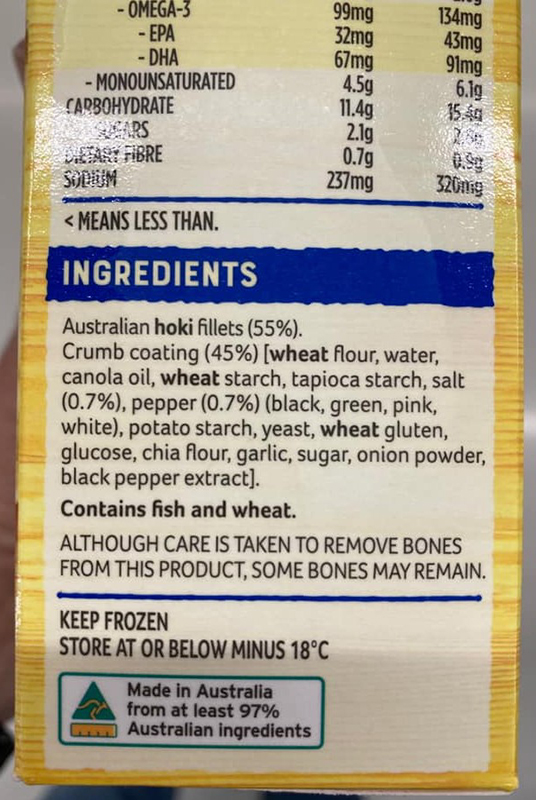 - OMEGA-3 99mg 134mg
- EPA 32mg 43mg
- DHA 67mg 91mg
- MONOUNSATURATED 4.5g 6.1g
CARBOHYDRATE 11.4g 15.4g
SUGARS 2.1g
DIETARY FIBRE 0.7g 0.9g
SODIUM 237mg 320mg
< MEANS LESS THAN.
INGREDIENTS
Australian hoki fillets (55%).
Crumb coating (45%) [wheat flour, water,
canola oil, wheat starch, tapioca starch, salt
(0.7%), pepper (0.7%) (black, green, pink,
white), potato starch, yeast, wheat gluten,
glucose, chia flour, garlic, sugar, onion powder,
black pepper extract].
Contains fish and wheat.
ALTHOUGH CARE IS TAKEN TO REMOVE BONES
FROM THIS PRODUCT, SOME BONES MAY REMAIN.
KEEP FROZEN
STORE AT OR BELOW MINUS 18°C
Made in Australia
from at least 97%
Australian ingredients